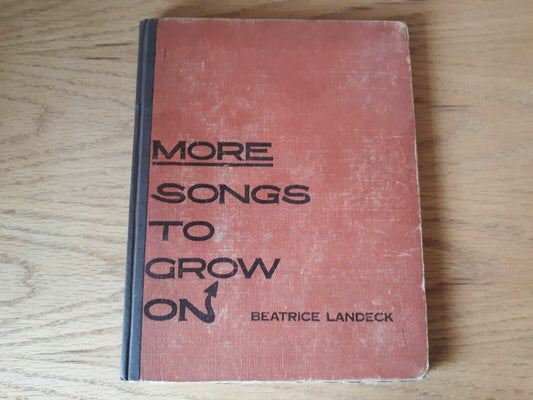 MORE
SONGS
TO
GROW
ON
BEATRICE LANDECK